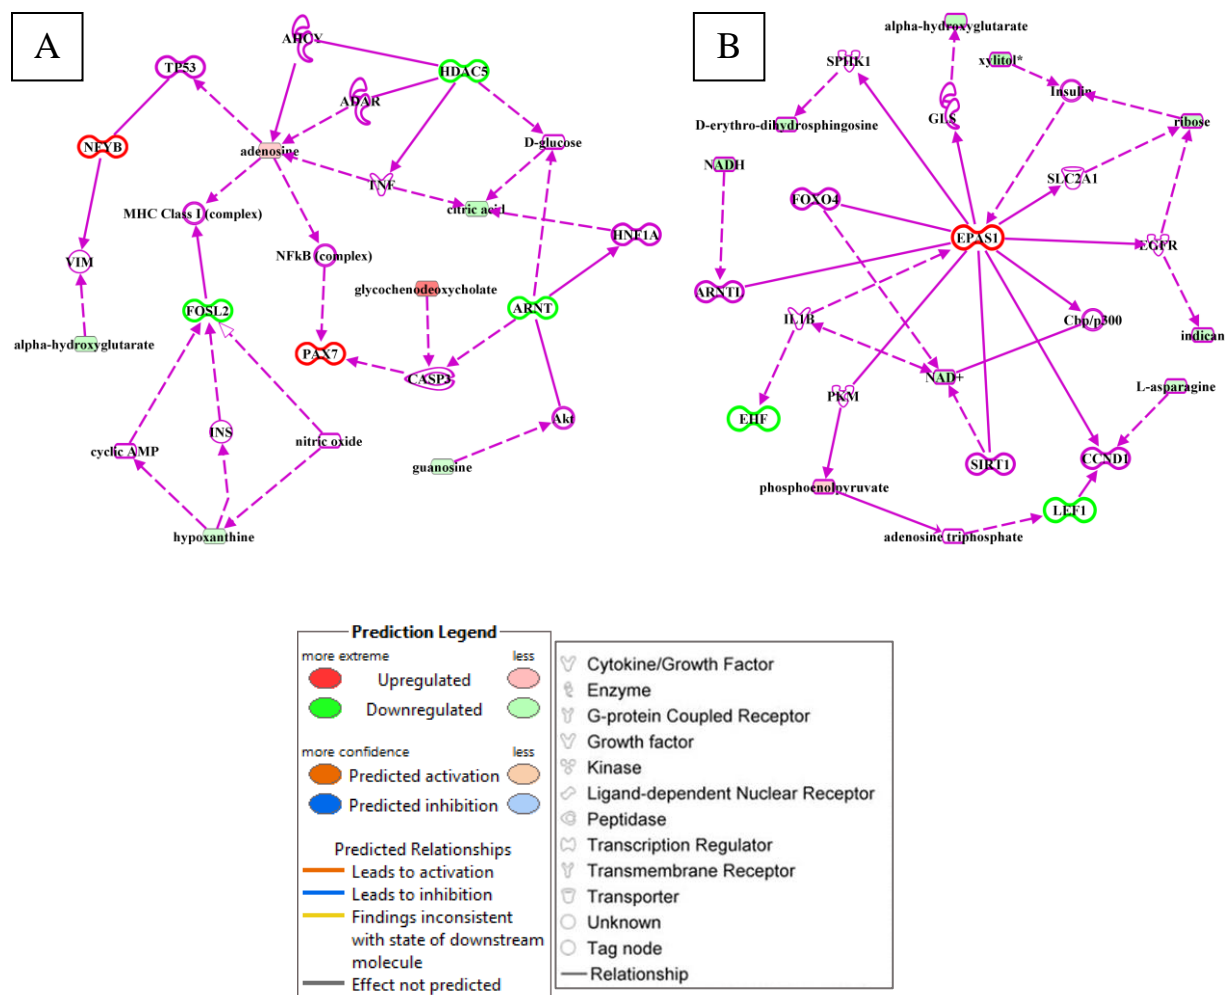 A
AHCY
TP53
HDAC5
ADAR
NFYB
adenosine
D-glucose
TNF
citric acid
MHC Class I (complex)
HNF1A
VIM
NFkB (complex)
glycochenodeoxycholate
FOSL2
ARNT
alpha-hydroxyglutarate
PAX7
CASP3
Akt
INS
nitric oxide
cyclic AMP
guanosine
hypoxanthine
B
alpha-hydroxyglutarate
SPHK1
xylitol*
Insulin
GLS
D-erythro-dihydrosphingosine
ribose
NADH
SLC2A1
FOXO4
EPAS1
EGFR
IL1B
Cbp/p300
indican
NAD+
L-asparagine
PKM
EHF
SIRT1
CCND1
phosphoenolpyruvate
LEF1
adenosine triphosphate
Prediction Legend
more extreme less
Upregulated
Downregulated
more confidence less
Predicted activation
Predicted inhibition
Predicted Relationships
Leads to activation
Leads to inhibition
Findings inconsistent
with state of downstream
molecule
Effect not predicted
Cytokine/Growth Factor
Enzyme
G-protein Coupled Receptor
Growth factor
Kinase
Ligand-dependent Nuclear Receptor
Peptidase
Transcription Regulator
Transmembrane Receptor
Transporter
Unknown
Tag node
Relationship